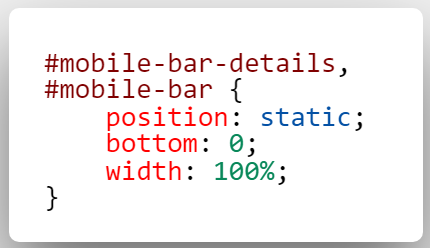 #mobile-bar-details,
#mobile-bar {
    position: static;
    bottom: 0;
    width: 100%;
}